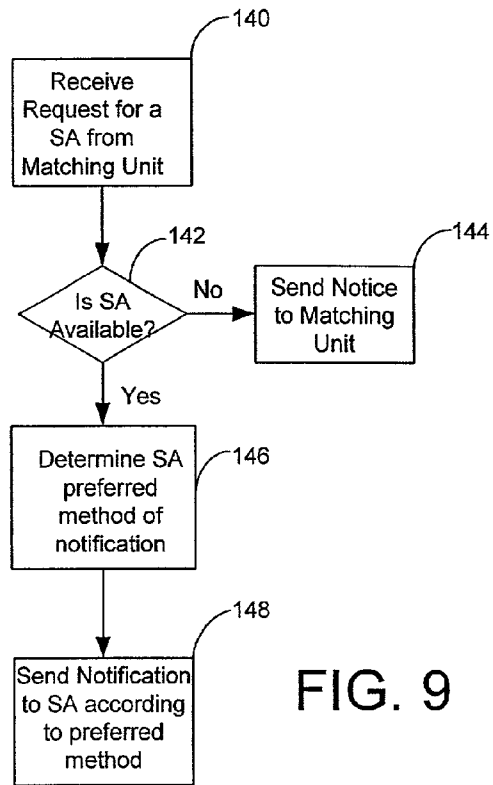 140
Receive
Request for a
SA from
Matching Unit
142
144
Is SA
Available?
No
Send Notice
to Matching
Unit
Yes
146
Determine SA
preferred
method of
notification
148
Send Notification
to SA according
to preferred
method
FIG. 9